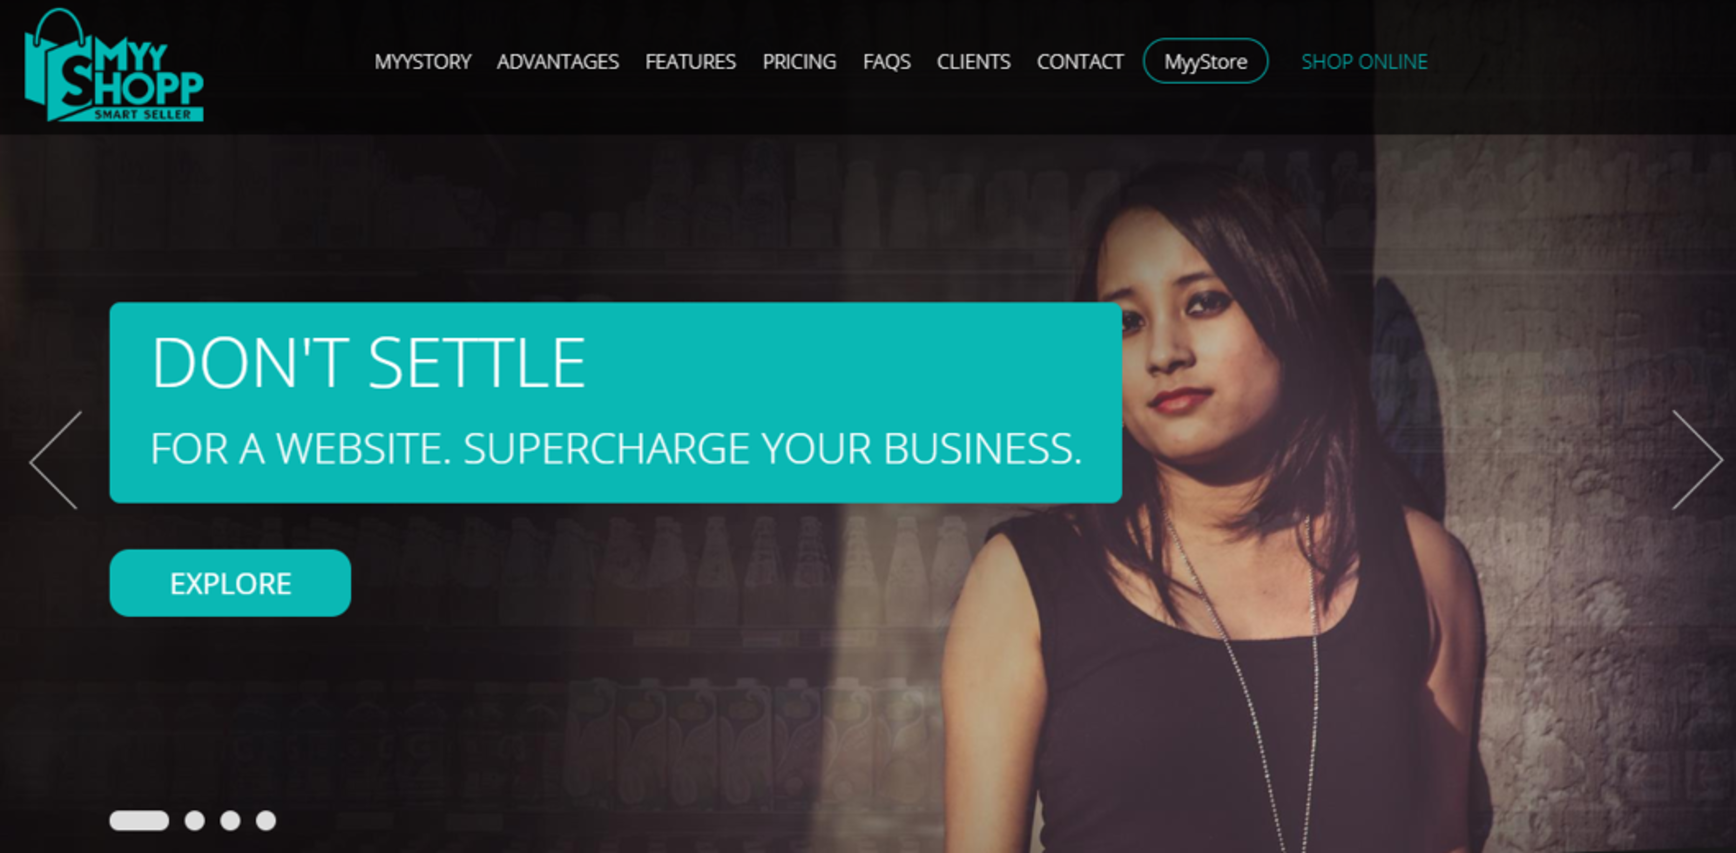 MYY
SHOPP
SMART SELLER
MYYSTORY ADVANTAGES FEATURES PRICING FAQS CLIENTS CONTACT MyyStore SHOP ONLINE
DON'T SETTLE
FOR A WEBSITE. SUPERCHARGE YOUR BUSINESS.
EXPLORE